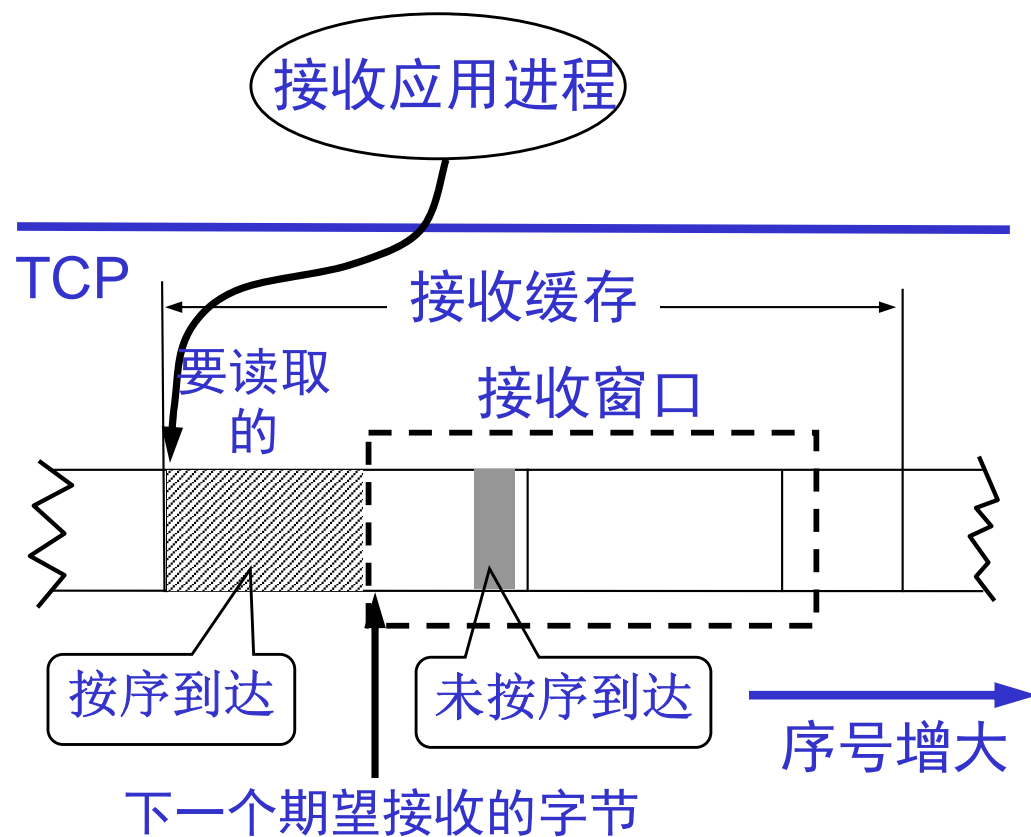 接收应用进程
TCP
接收缓存
要读取
的
接收窗口
按序到达
未按序到达
序号增大
下一个期望接收的字节